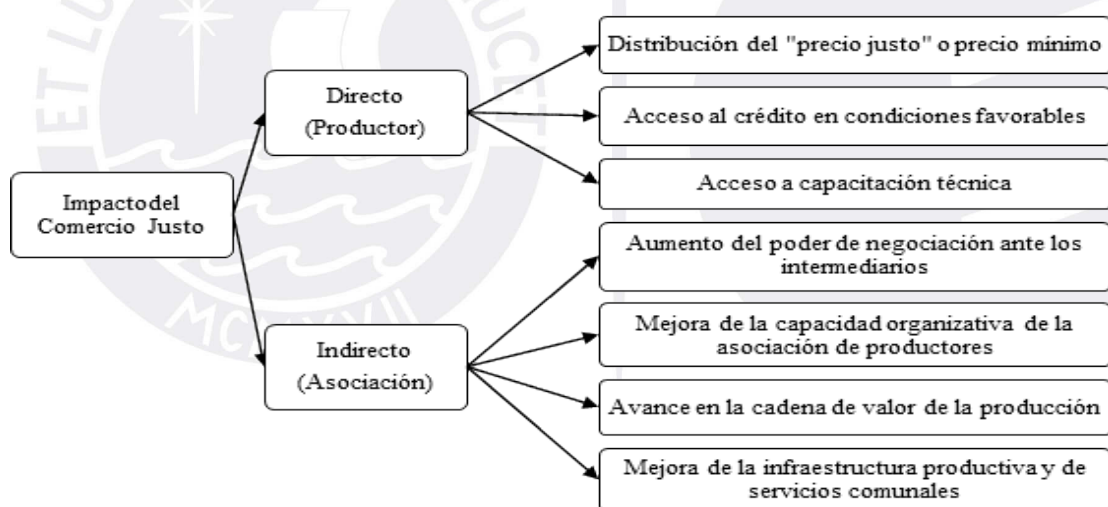 Impacto del
Comercio Justo
Directo
(Productor)
Indirecto
(Asociación)
Distribución del "precio justo" o precio mínimo
Acceso al crédito en condiciones favorables
Acceso a capacitación técnica
Aumento del poder de negociación ante los
intermediarios
Mejora de la capacidad organizativa de la
asociación de productores
Avance en la cadena de valor de la producción
Mejora de la infraestructura productiva y de
servicios comunales